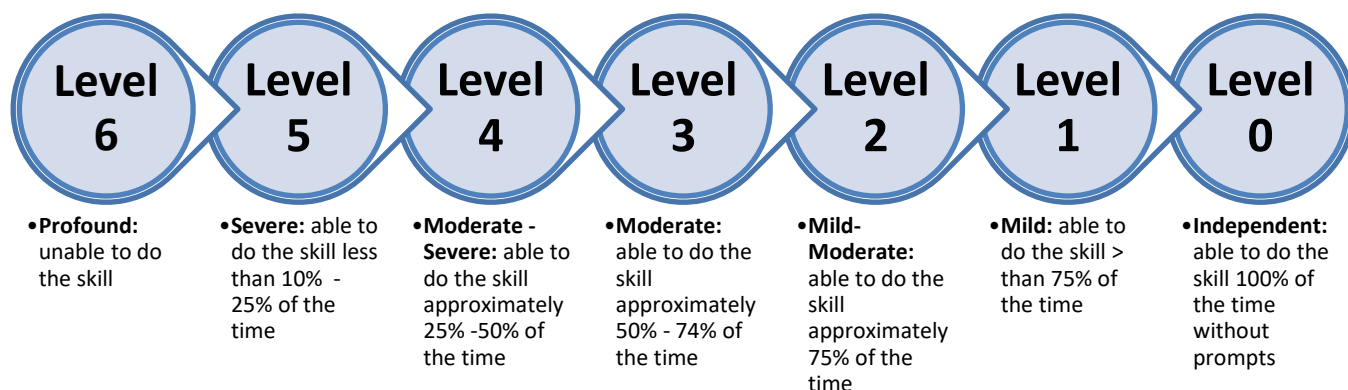 Level
6
Level
5
Level
4
Level
3
Level
2
Level
1
Level
0
•Profound:
unable to do
the skill
•Severe: able to
do the skill less
than 10%  -
25% of the
time
•Moderate -
Severe: able to
do the skill
approximately
25% -50% of
the time
•Moderate:
able to do the
skill
approximately
50% - 74% of
the time
•Mild-
Moderate:
able to do the
skill
approximately
75% of the
time
•Mild: able to
do the skill >
than 75% of
the time
•Independent:
able to do the
skill 100% of
the time
without
prompts